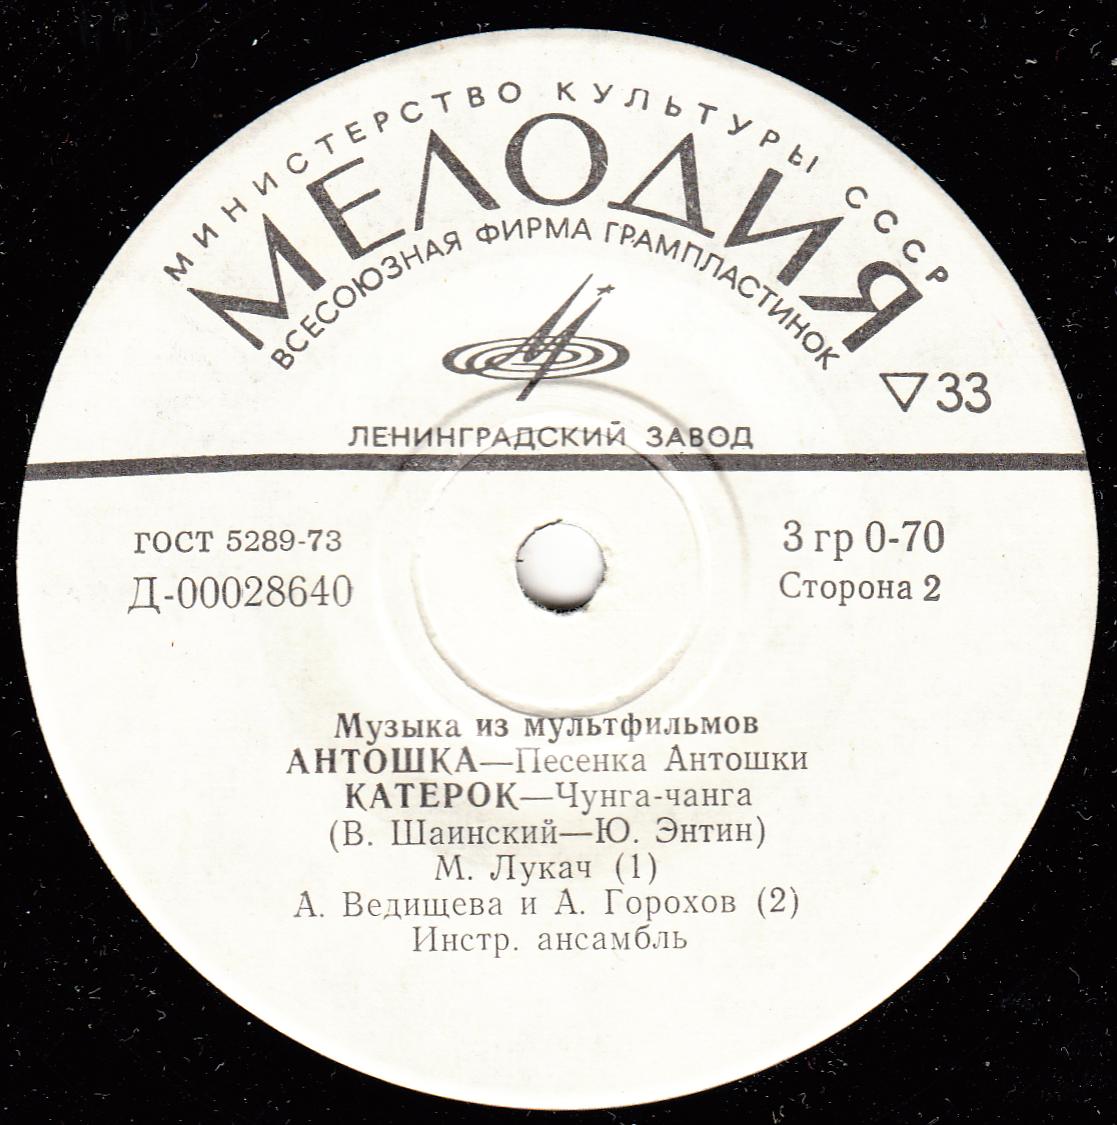 МИНИСТЕРСТВО КУЛЬТУРЫ СССР
МЕЛОДИЯ
ВСЕСОЮЗНАЯ ФИРМА ГРАМПЛАСТИНОК
▽33
ЛЕНИНГРАДСКИЙ ЗАВОД
ГОСТ 5289-73
Д-00028640
3 гр 0-70
Сторона 2
Музыка из мультфильмов
АНТОШКА—Песенка Антошки
КАТЕРОК—Чунга-чанга
(В. Шаинский—Ю. Энтин)
М. Лукач (1)
А. Ведищева и А. Горохов (2)
Инстр. ансамбль